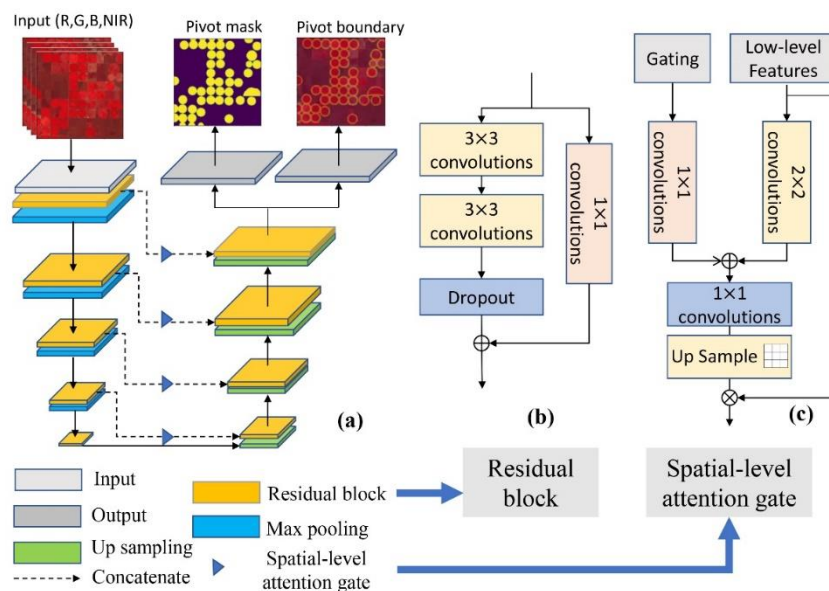 Input (R,G,B,NIR)
Pivot mask
Pivot boundary
(a)
3×3
convolutions
3×3
convolutions
Dropout
1×1
convolutions
(b)
Gating
Low-level
Features
1×1
convolutions
2×2
convolutions
1×1
convolutions
Up Sample
(c)
Input
Output
Up sampling
Concatenate
Residual block
Max pooling
Spatial-level
attention gate
Residual
block
Spatial-level
attention gate